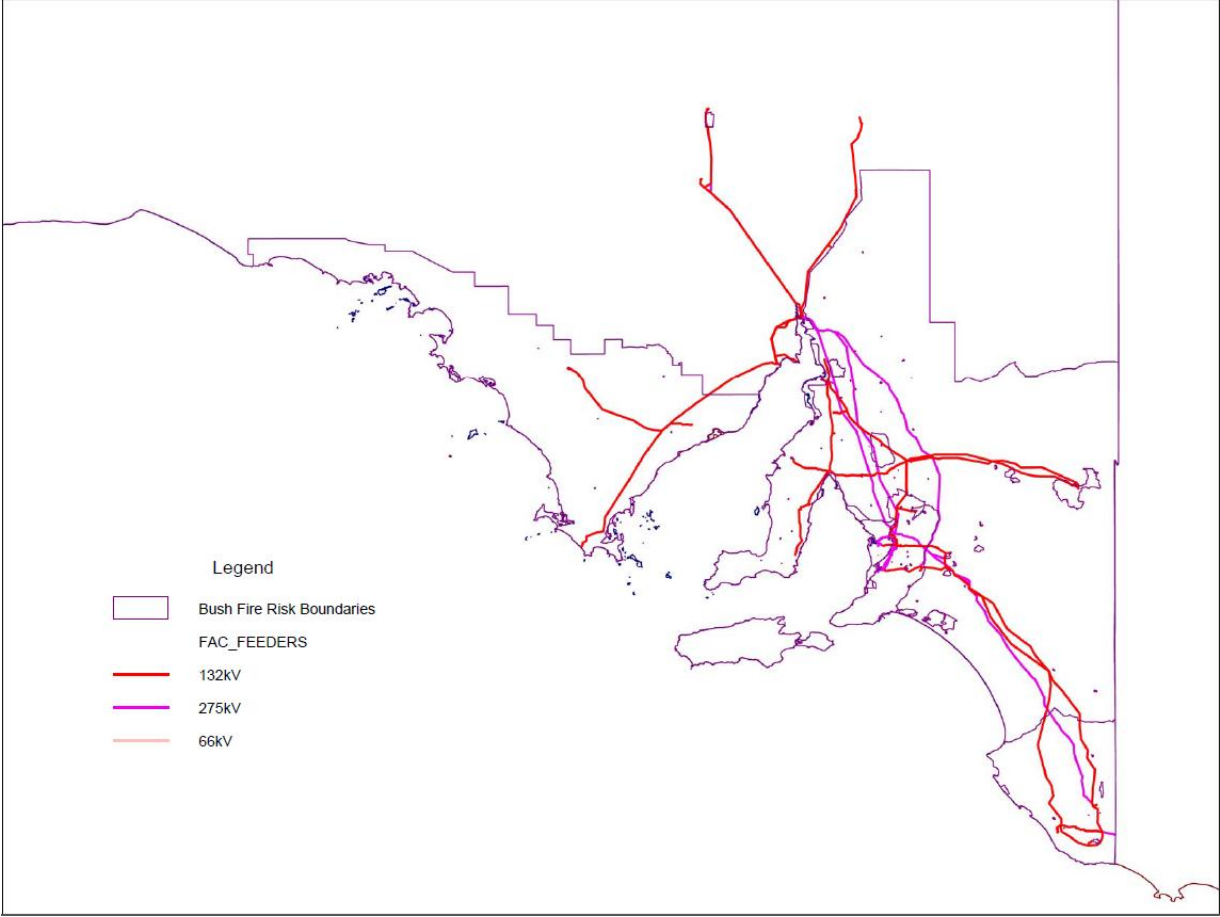 Legend
Bush Fire Risk Boundaries
FAC_FEEDERS
132kV
275kV
66kV